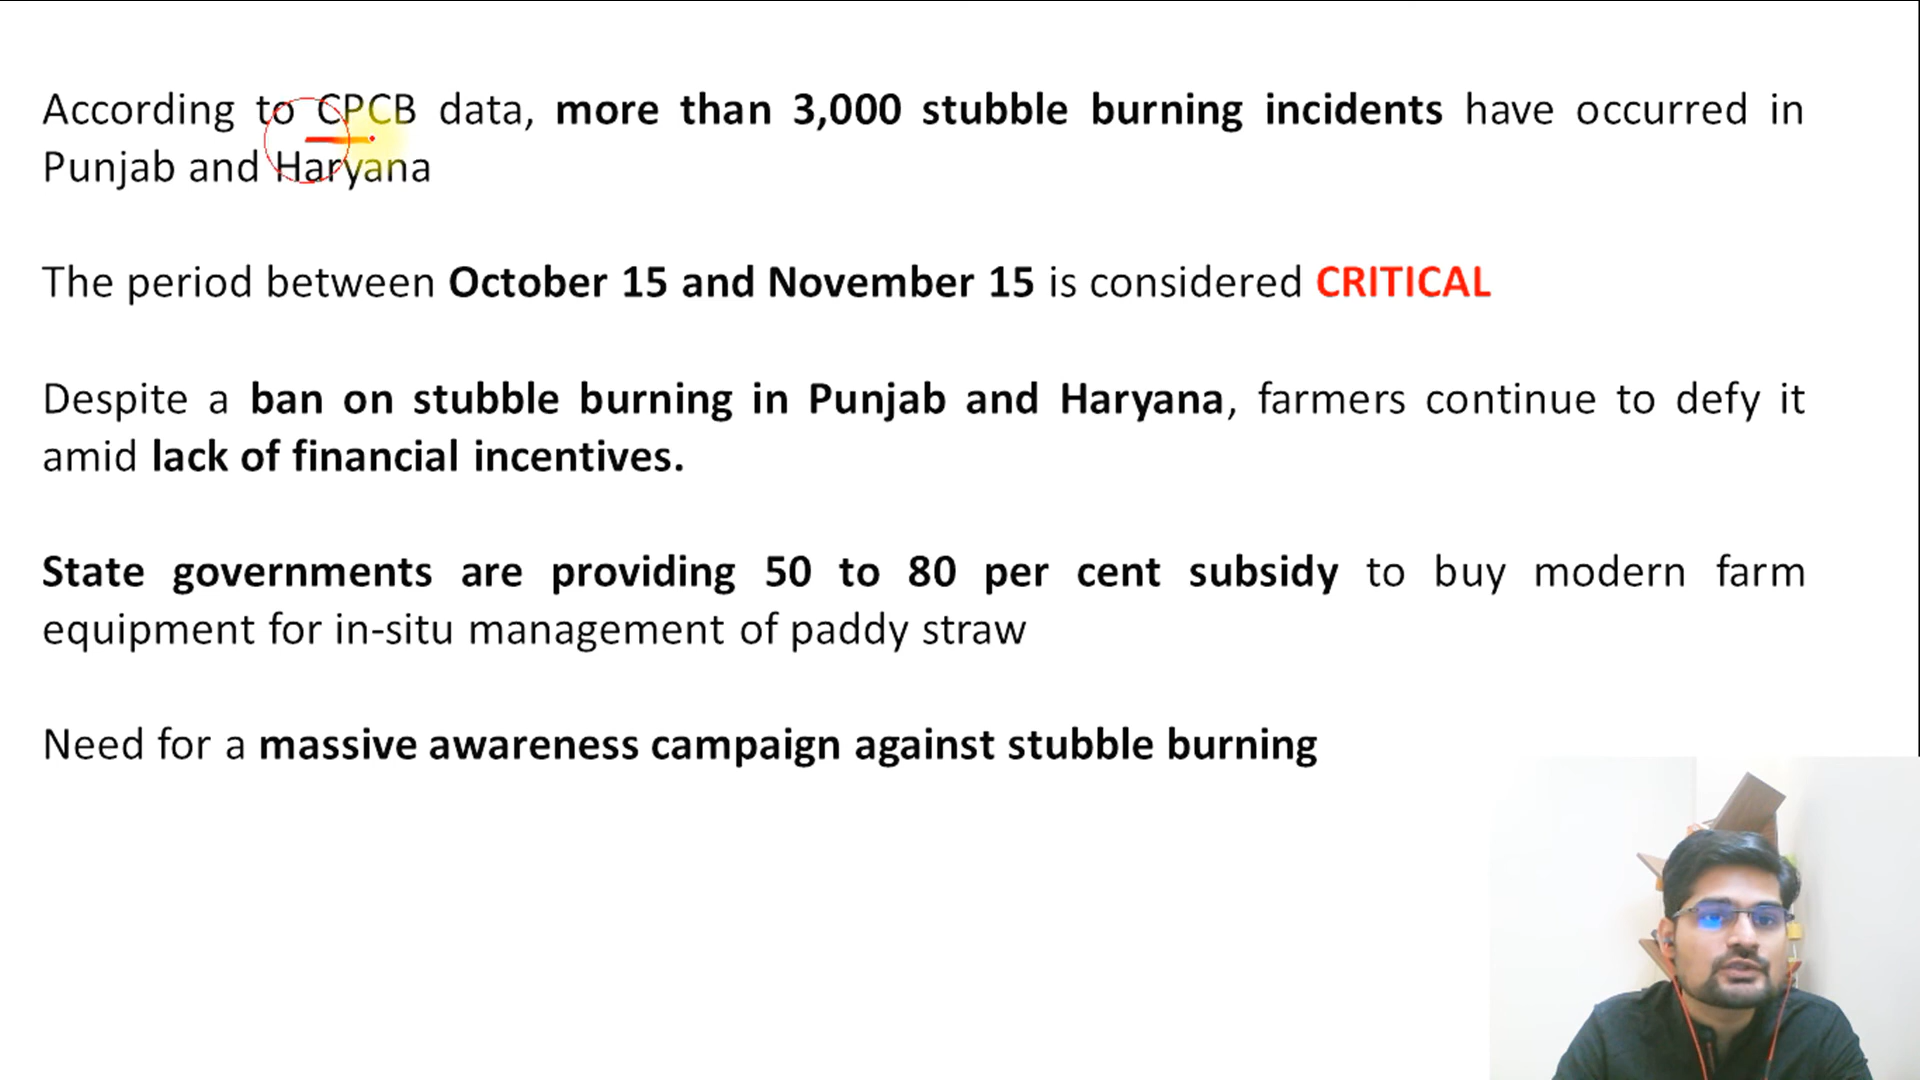 According to CPCB data, more than 3,000 stubble burning incidents have occurred in
Punjab and Haryana
The period between October 15 and November 15 is considered CRITICAL
Despite a ban on stubble burning in Punjab and Haryana, farmers continue to defy it
amid lack of financial incentives.
State governments are providing 50 to 80 per cent subsidy to buy modern farm
equipment for in-situ management of paddy straw
Need for a massive awareness campaign against stubble burning